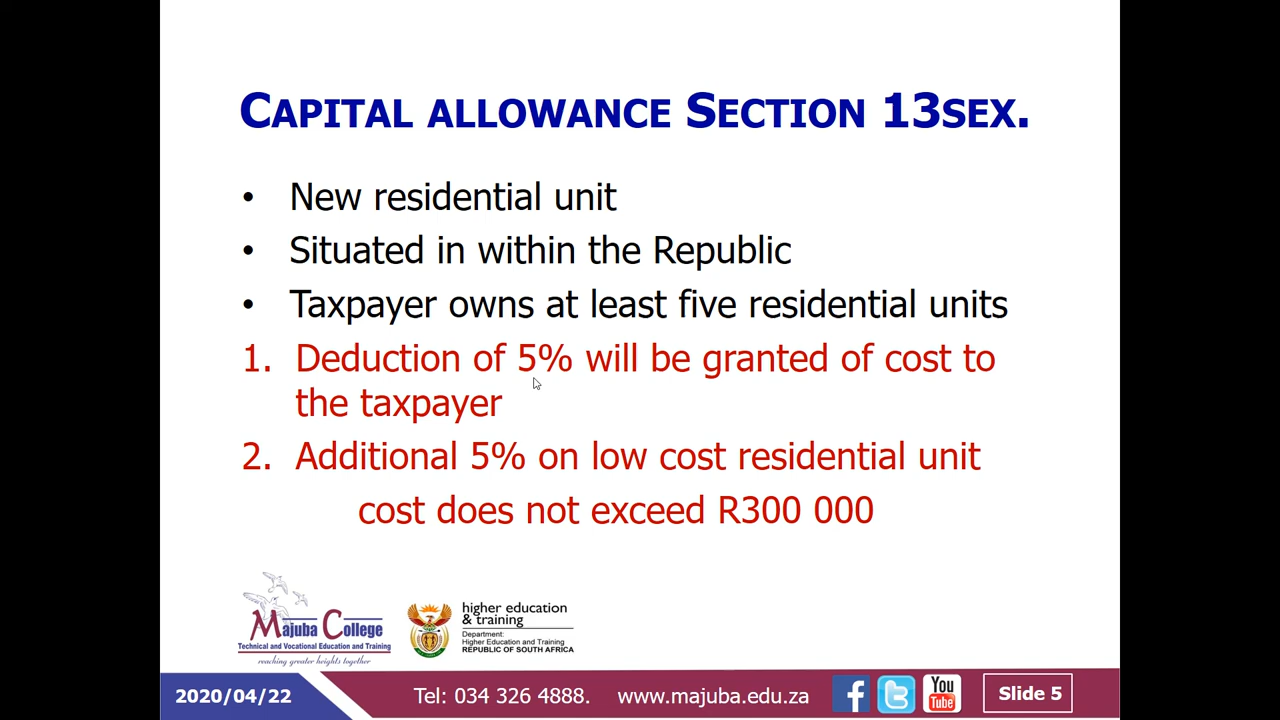 CAPITAL ALLOWANCE SECTION 13SEX.
• New residential unit
• Situated in within the Republic
• Taxpayer owns at least five residential units
1. Deduction of 5% will be granted of cost to
the taxpayer
2. Additional 5% on low cost residential unit
cost does not exceed R300 000
Majuba College
Technical and Vocational Education and Training
reaching greater heights together
higher education
& training
Department:
Higher Education and Training
REPUBLIC OF SOUTH AFRICA
2020/04/22
Tel: 034 326 4888. www.majuba.edu.za
You
Tube
Slide 5